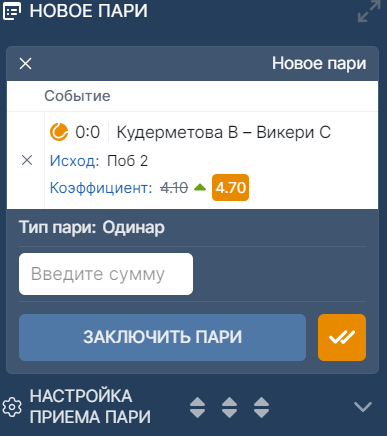 НОВОЕ ПАРИ
Новое пари
Событие
0:0 Кудерметова В – Викери С
Исход: Поб 2
Коэффициент: 4.10 4.70
Тип пари: Одинар
Введите сумму
ЗАКЛЮЧИТЬ ПАРИ
НАСТРОЙКА
ПРИЕМА ПАРИ